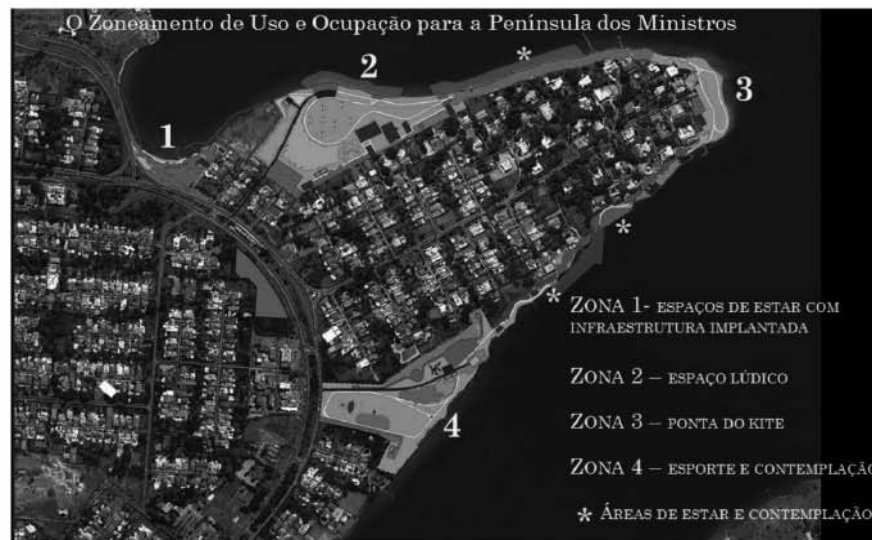 O Zoneamento de Uso e Ocupação para a Península dos Ministros
*
2
3
1
*
*
ZONA 1- ESPAÇOS DE ESTAR COM
INFRAESTRUTURA IMPLANTADA
ZONA 2 – ESPAÇO LÚDICO
4
ZONA 3 – PONTA DO KITE
ZONA 4 – ESPORTE E CONTEMPLAÇÃO
* ÁREAS DE ESTAR E CONTEMPLAÇÃO